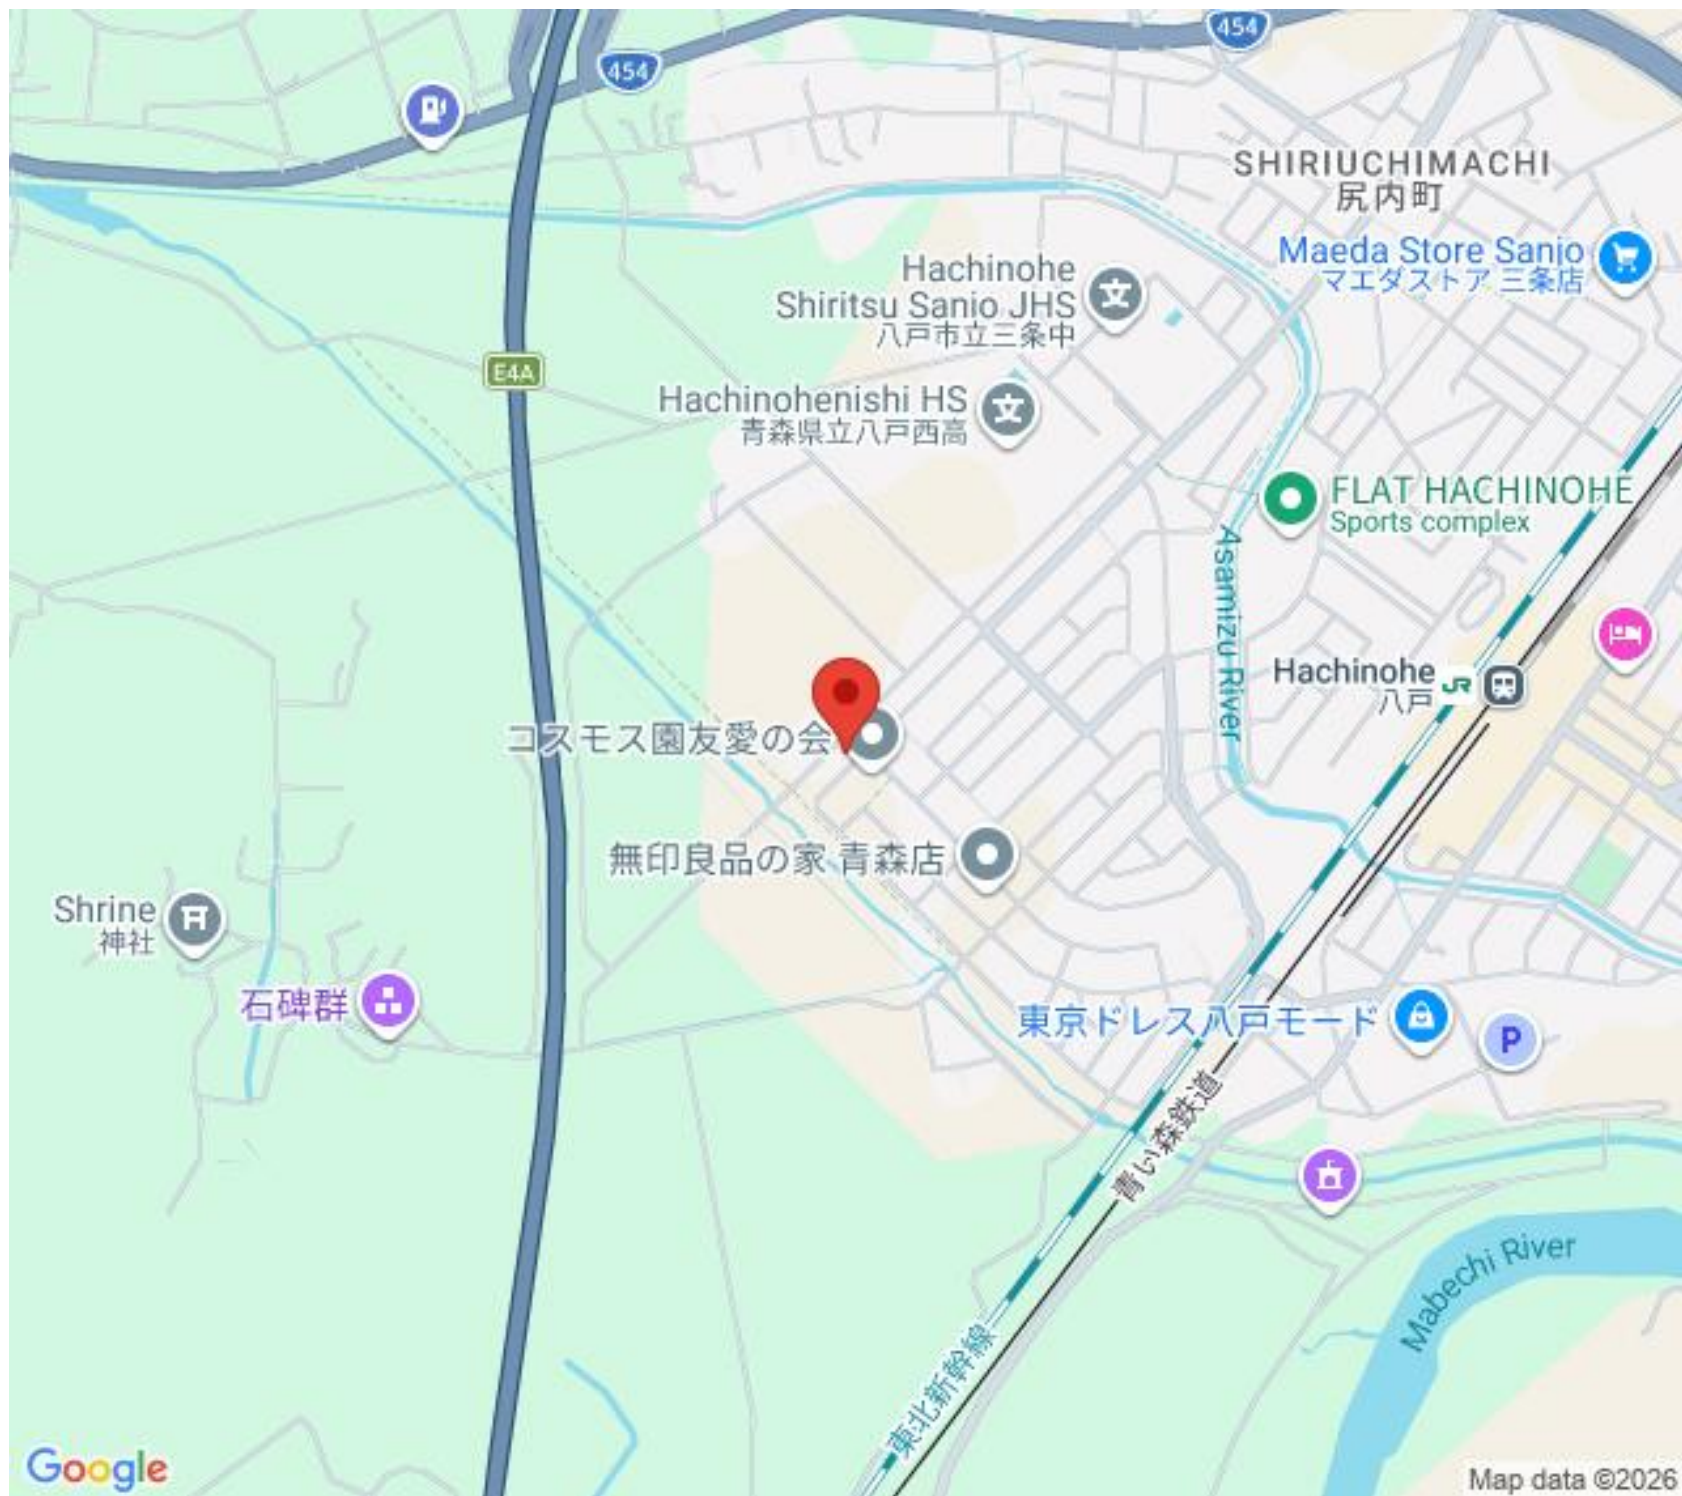 454
454
SHIRIUCHIMACHI
尻内町
Maeda Store Sanjo
マエダストア 三条店
Hachinohe
Shiritsu Sanjo JHS
八戸市立三条中
E4A
Hachinohenishi HS
青森県立八戸西高
FLAT HACHINOHE
Sports complex
Asamizu River
Hachinohe
八戸
JR
コスモス園友愛の会
無印良品の家 青森店
Shrine
神社
石碑群
東京ドレス八戸モード
P
青い森鉄道
Mabechi River
東北新幹線
Google
Map data ©2026